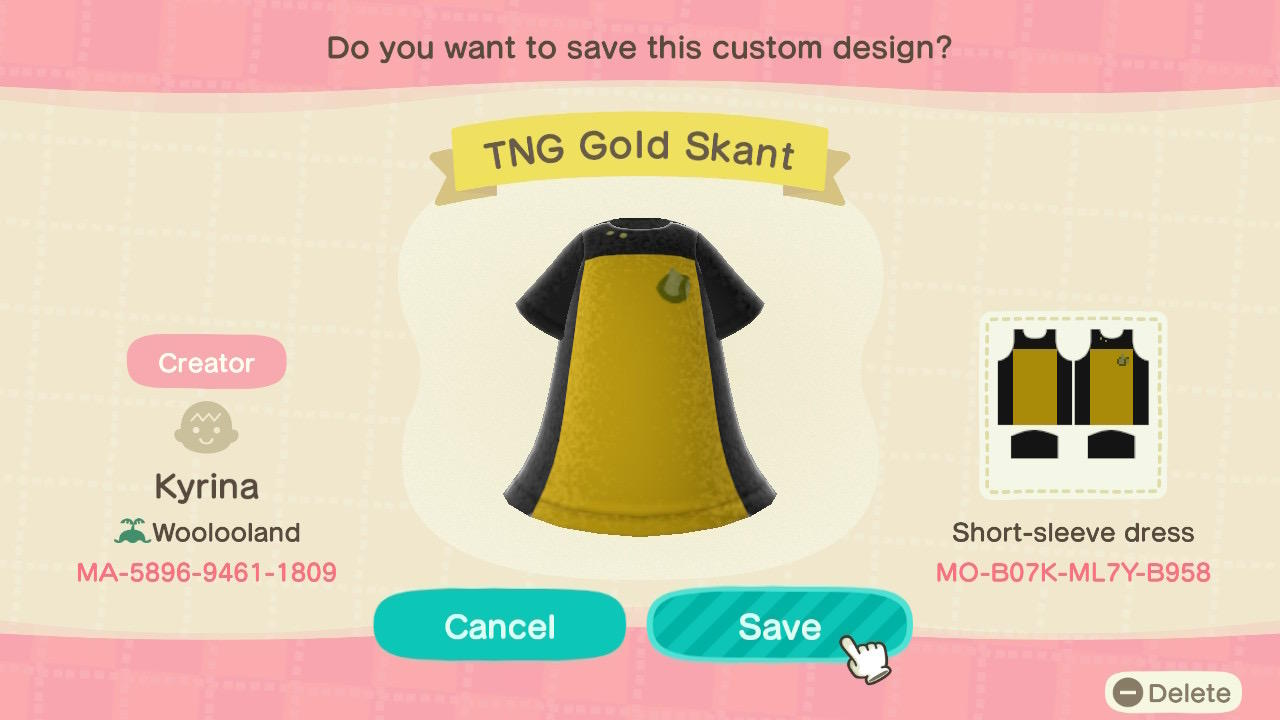 Do you want to save this custom design?
TNG Gold Skant
Creator
Kyrina
Woolooland
MA-5896-9461-1809
Short-sleeve dress
MO-B07K-ML7Y-B958
Cancel
Save
Delete